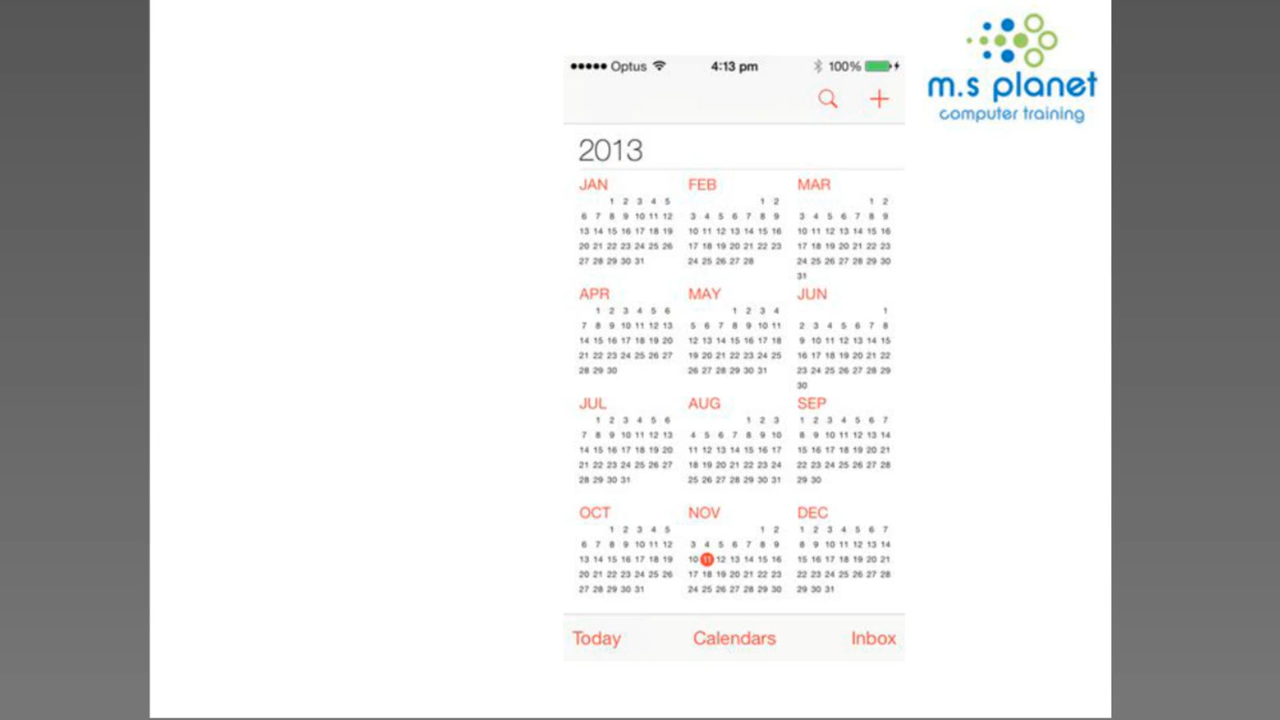 Optus 4:13 pm 100%
m.s planet
computer training
2013
JAN FEB MAR
1 2 3 4 5 1 2 1 2
6 7 8 9 10 11 12 3 4 5 6 7 8 9 3 4 5 6 7 8 9
13 14 15 16 17 18 19 10 11 12 13 14 15 16 10 11 12 13 14 15 16
20 21 22 23 24 25 26 17 18 19 20 21 22 23 17 18 19 20 21 22 23
27 28 29 30 31 24 25 26 27 28 24 25 26 27 28 29 30
31
APR MAY JUN
1 2 3 4 5 6 1 2 3 4 1
7 8 9 10 11 12 13 5 6 7 8 9 10 11 2 3 4 5 6 7 8
14 15 16 17 18 19 20 12 13 14 15 16 17 18 9 10 11 12 13 14 15
21 22 23 24 25 26 27 19 20 21 22 23 24 25 16 17 18 19 20 21 22
28 29 30 26 27 28 29 30 31 23 24 25 26 27 28 29
30
JUL AUG SEP
1 2 3 4 5 6 1 2 3 1 2 3 4 5 6 7
7 8 9 10 11 12 13 4 5 6 7 8 9 10 8 9 10 11 12 13 14
14 15 16 17 18 19 20 11 12 13 14 15 16 17 15 16 17 18 19 20 21
21 22 23 24 25 26 27 18 19 20 21 22 23 24 22 23 24 25 26 27 28
28 29 30 31 25 26 27 28 29 30 31 29 30
OCT NOV DEC
1 2 3 4 5 1 2 1 2 3 4 5 6 7
6 7 8 9 10 11 12 3 4 5 6 7 8 9 8 9 10 11 12 13 14
13 14 15 16 17 18 19 10 11 12 13 14 15 16 15 16 17 18 19 20 21
20 21 22 23 24 25 26 17 18 19 20 21 22 23 22 23 24 25 26 27 28
27 28 29 30 31 24 25 26 27 28 29 30 29 30 31
Today Calendars Inbox